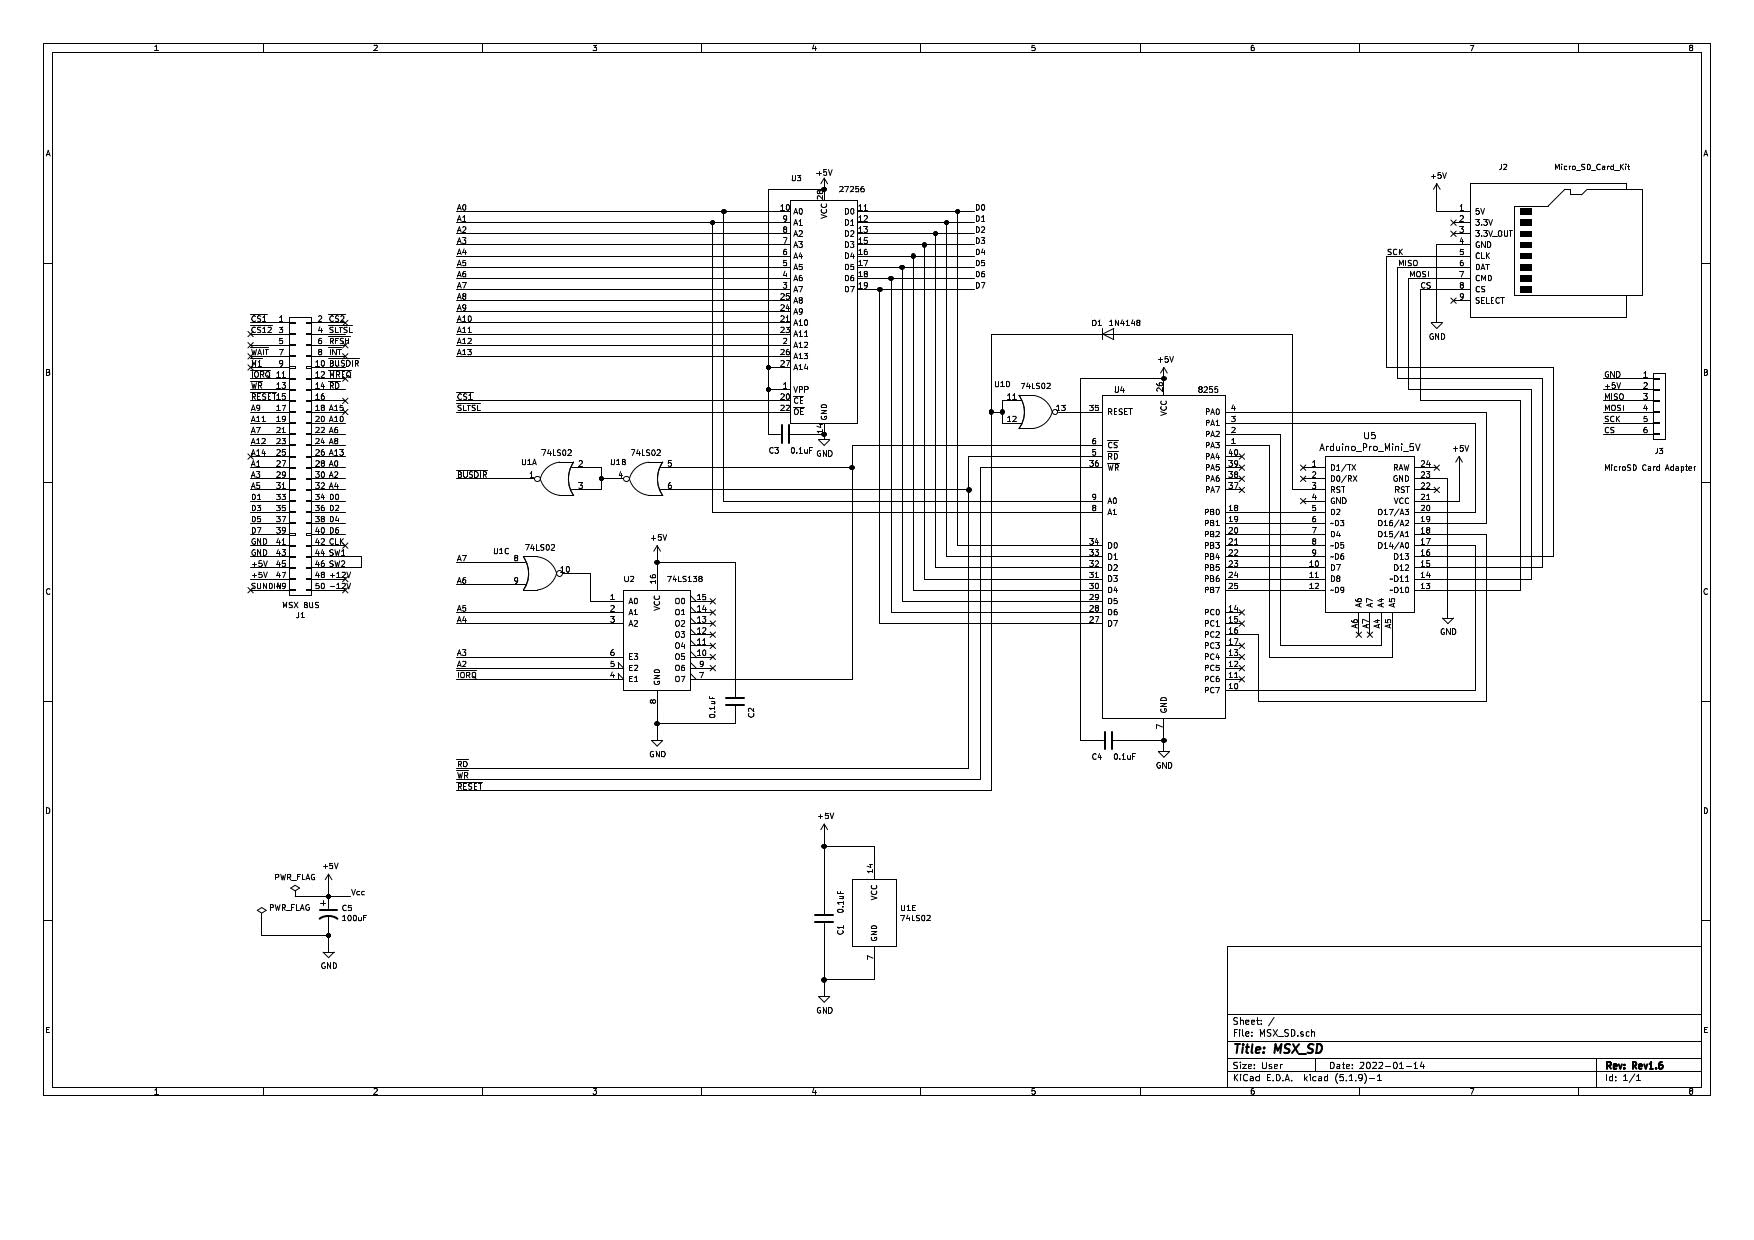 1 2 3 4 5 6 7 8
A
B
C
D
E
J1
MSX BUS
CS1 1 2 CS2
CS12 3 4 SLTSL
5 6 RFSH
WAIT 7 8 INT
M1 9 10 BUSDIR
IORQ 11 12 MREQ
WR 13 14 RD
RESET 15 16
A9 17 18 A15
A11 19 20 A10
A7 21 22 A6
A12 23 24 A8
A14 25 26 A13
A1 27 28 A0
A3 29 30 A2
A5 31 32 A4
D1 33 34 D0
D3 35 36 D2
D5 37 38 D4
D7 39 40 D6
GND 41 42 CLK
GND 43 44 SW1
+5V 45 46 SW2
+5V 47 48 +12V
SUNDIN 49 50 -12V
U3 +5V 27256
28 VCC
A0 10 A0 D0 11 D0
A1 9 A1 D1 12 D1
A2 8 A2 D2 13 D2
A3 7 A3 D3 15 D3
A4 6 A4 D4 16 D4
A5 5 A5 D5 17 D5
A6 4 A6 D6 18 D6
A7 3 A7 D7 19 D7
A8 25 A8
A9 24 A9
A10 21 A10
A11 23 A11
A12 2 A12
A13 26 A13
27 A14
1 VPP
CS1 20 CE
SLTSL 22 OE
GND 14
C3 0.1uF GND
74LS02 74LS02
U1A U1B
BUSDIR 1 2 3 4 5 6
U1C 74LS02
A7 8
A6 9
10
+5V
U2 16 74LS138
VCC
1 A0 O0 15
A5 2 A1 O1 14
A4 3 A2 O2 13
O3 12
O4 11
A3 6 E3 O5 10
A2 5 E2 O6 9
IORQ 4 E1 O7 7
GND 8
0.1uF C2
GND
RD
WR
RESET
D1 1N4148
U1D 74LS02
11 12 13
+5V
U4 26 8255
VCC
35 RESET
6 CS
5 RD
36 WR
9 A0
8 A1
34 D0
33 D1
32 D2
31 D3
30 D4
29 D5
28 D6
27 D7
PA0 4
PA1 3
PA2 2
PA3 1
PA4 40
PA5 39
PA6 38
PA7 37
PB0 18
PB1 19
PB2 20
PB3 21
PB4 22
PB5 23
PB6 24
PB7 25
PC0 14
PC1 15
PC2 16
PC3 17
PC4 13
PC5 12
PC6 11
PC7 10
GND 7
C4 0.1uF
GND
U5
Arduino_Pro_Mini_5V
+5V
1 D1/TX RAW 24
2 D0/RX GND 23
3 RST RST 22
4 GND VCC 21
5 D2 D17/A3 20
6 ~D3 D16/A2 19
7 D4 D15/A1 18
8 ~D5 D14/A0 17
9 ~D6 D13 16
10 D7 D12 15
11 D8 ~D11 14
12 ~D9 ~D10 13
A6 A7 A4 A5
A6 A7 A4 A5
GND
J2 Micro_SD_Card_Kit
+5V
1 5V
2 3.3V
3 3.3V_OUT
4 GND
SCK 5 CLK
MISO 6 DAT
MOSI 7 CMD
CS 8 CS
9 SELECT
GND
GND 1
+5V 2
MISO 3
MOSI 4
SCK 5
CS 6
J3
MicroSD Card Adapter
+5V
PWR_FLAG
Vcc
PWR_FLAG
+ C5
100uF
GND
+5V
14
VCC
0.1uF
C1
U1E
74LS02
GND
7
GND
Sheet: /
File: MSX_SD.sch
Title: MSX_SD
Size: User Date: 2022-01-14 Rev: Rev1.6
KiCad E.D.A. kicad (5.1.9)-1 Id: 1/1
1 2 3 4 5 6 7 8